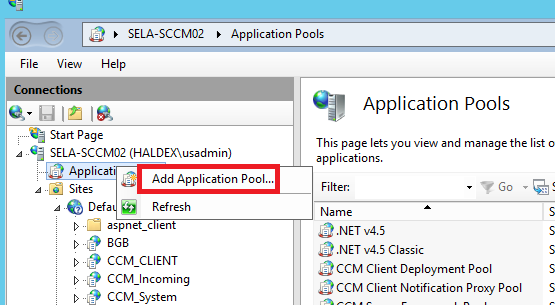 SELA-SCCM02 ▸ Application Pools
File View Help
Connections
Start Page
SELA-SCCM02 (HALDEX\usadmin)
Applicati
Add Application Pool...
Refresh
Sites
Defa
aspnet_client
BGB
CCM_CLIENT
CCM_Incoming
CCM_System
Application Pools
This page lets you view and manage the list o
applications.
Filter: Go S
Name S
.NET v4.5 S
.NET v4.5 Classic S
CCM Client Deployment Pool S
CCM Client Notification Proxy Pool S